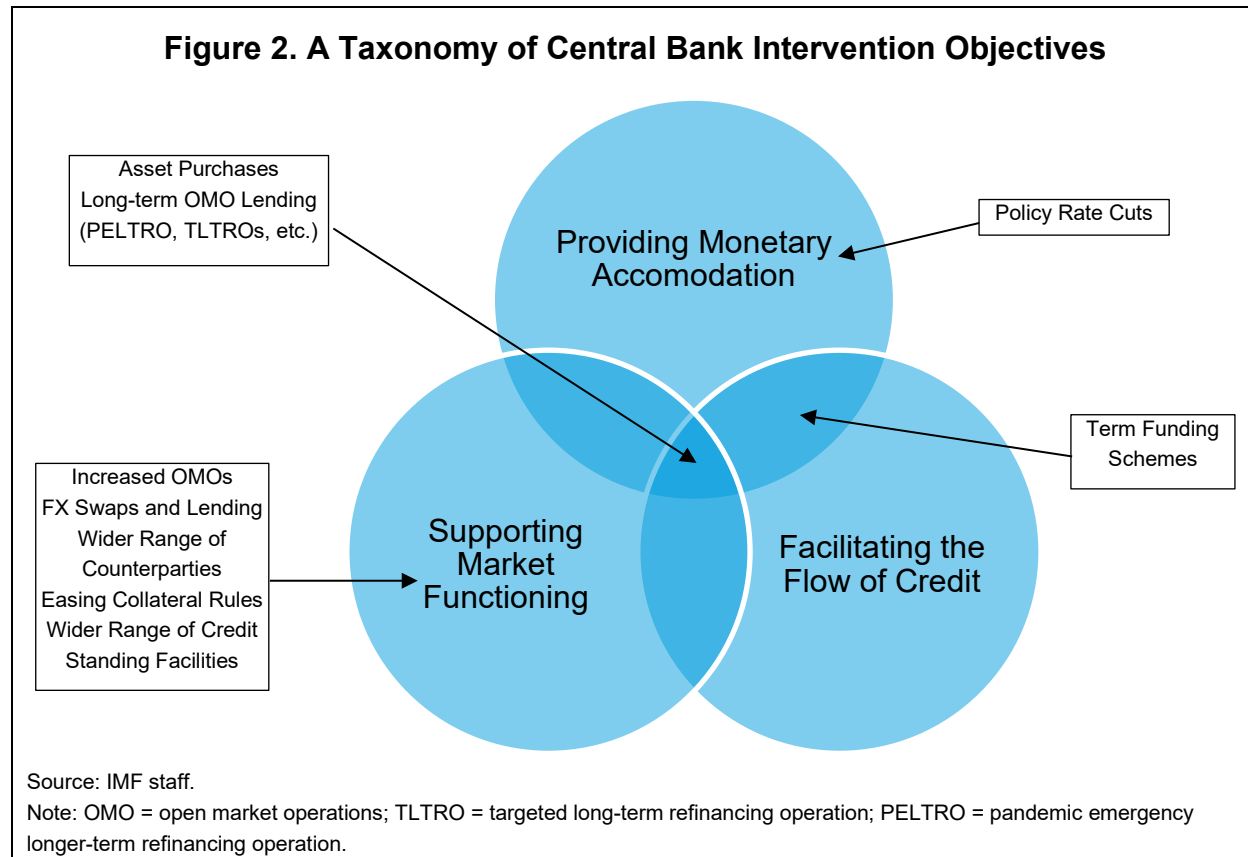 Figure 2. A Taxonomy of Central Bank Intervention Objectives
Asset Purchases
Long-term OMO Lending
(PELTRO, TLTROs, etc.)
Policy Rate Cuts
Providing Monetary
Accomodation
Term Funding
Schemes
Increased OMOs
FX Swaps and Lending
Wider Range of
Counterparties
Easing Collateral Rules
Wider Range of Credit
Standing Facilities
Supporting
Market
Functioning
Facilitating the
Flow of Credit
Source: IMF staff.
Note: OMO = open market operations; TLTRO = targeted long-term refinancing operation; PELTRO = pandemic emergency
longer-term refinancing operation.